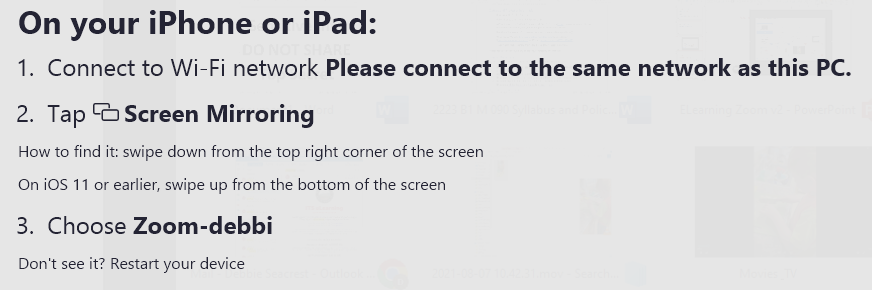 On your iPhone or iPad:
1. Connect to Wi-Fi network Please connect to the same network as this PC.
2. Tap Screen Mirroring
How to find it: swipe down from the top right corner of the screen
On iOS 11 or earlier, swipe up from the bottom of the screen
3. Choose Zoom-debbi
Don't see it? Restart your device
DO NOT SHARE